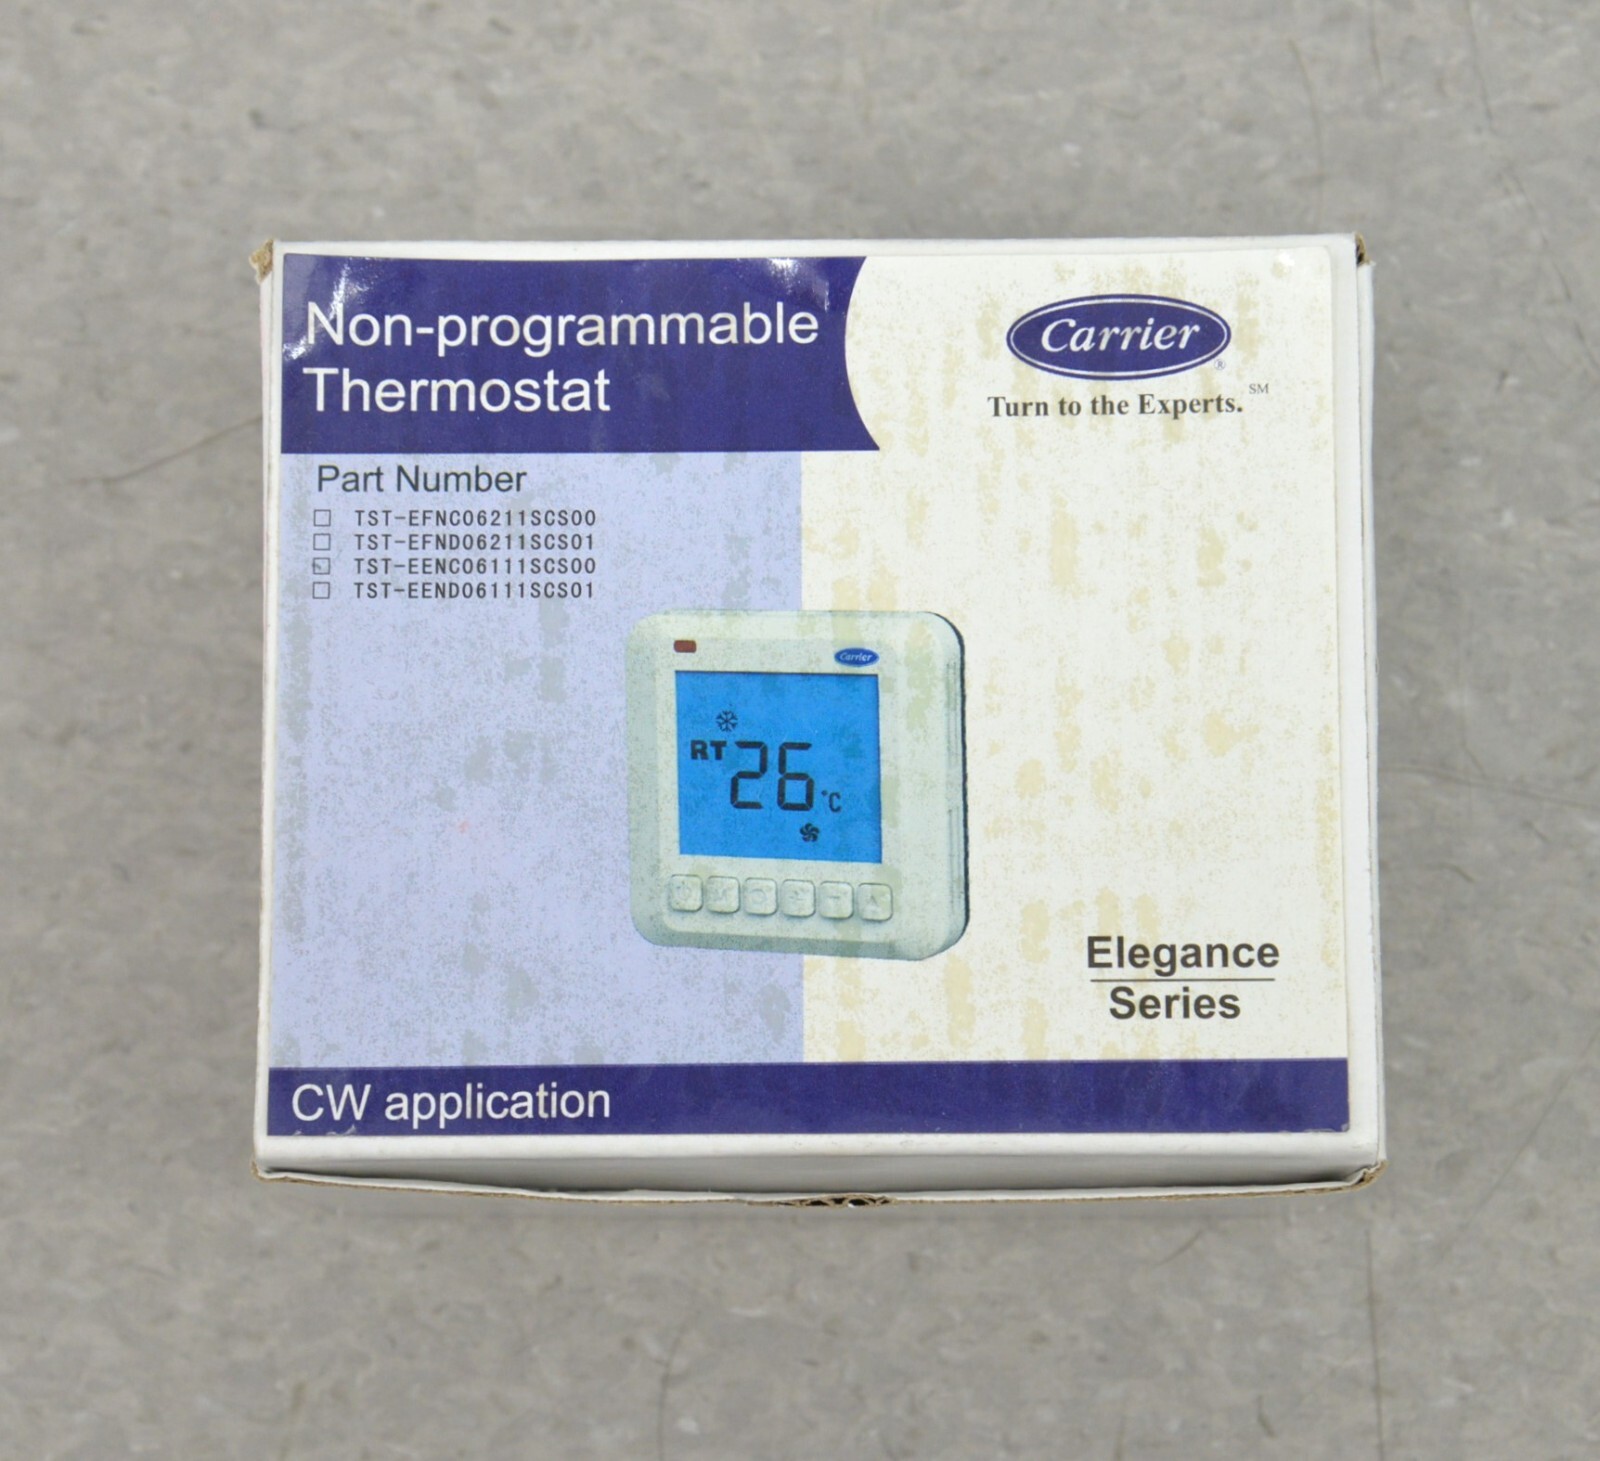 Non-programmable
Thermostat
Carrier
®
Turn to the Experts. SM
Part Number
TST-EFNC06211SCS00
TST-EFND06211SCS01
TST-EENC06111SCS00
TST-EEND06111SCS01
Carrier
RT 26 °C
Elegance
Series
CW application